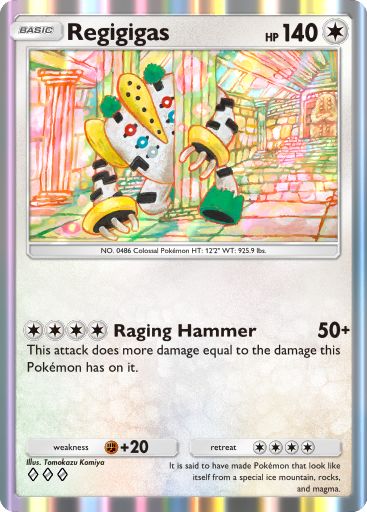 BASIC
Regigigas
HP 140
NO. 0486 Colossal Pokémon HT: 12'2" WT: 925.9 lbs.
Raging Hammer 50+
This attack does more damage equal to the damage this
Pokémon has on it.
weakness +20 retreat
Illus. Tomokazu Komiya
It is said to have made Pokémon that look like
itself from a special ice mountain, rocks,
and magma.